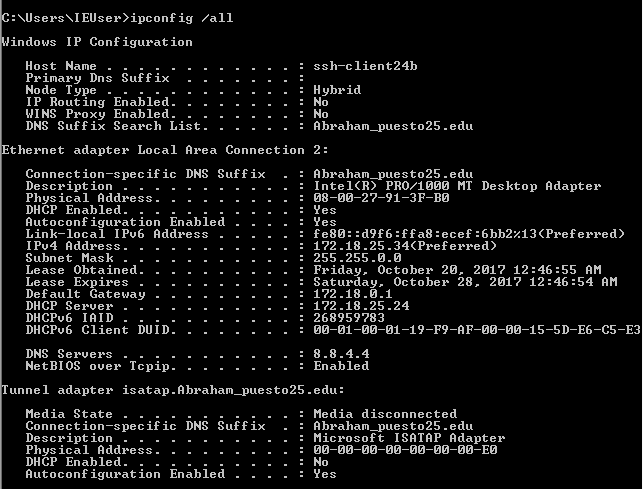 C:\Users\IEUser>ipconfig /all
Windows IP Configuration
Host Name . . . . . . . . . . . . : ssh-client24b
Primary Dns Suffix  . . . . . . . :
Node Type . . . . . . . . . . . . : Hybrid
IP Routing Enabled. . . . . . . . : No
WINS Proxy Enabled. . . . . . . . : No
DNS Suffix Search List. . . . . . : Abraham_puesto25.edu
Ethernet adapter Local Area Connection 2:
Connection-specific DNS Suffix  . : Abraham_puesto25.edu
Description . . . . . . . . . . . : Intel(R) PRO/1000 MT Desktop Adapter
Physical Address. . . . . . . . . : 08-00-27-91-3F-B0
DHCP Enabled. . . . . . . . . . . : Yes
Autoconfiguration Enabled . . . . : Yes
Link-local IPv6 Address . . . . . : fe80::d9f6:ffa8:ecef:6bb2%13(Preferred)
IPv4 Address. . . . . . . . . . . : 172.18.25.34(Preferred)
Subnet Mask . . . . . . . . . . . : 255.255.0.0
Lease Obtained. . . . . . . . . . : Friday, October 20, 2017 12:46:55 AM
Lease Expires . . . . . . . . . . : Saturday, October 28, 2017 12:46:54 AM
Default Gateway . . . . . . . . . : 172.18.0.1
DHCP Server . . . . . . . . . . . : 172.18.25.24
DHCPv6 IAID . . . . . . . . . . . : 268959783
DHCPv6 Client DUID. . . . . . . . : 00-01-00-01-19-F9-AF-00-00-15-5D-E6-C5-E3
DNS Servers . . . . . . . . . . . : 8.8.4.4
NetBIOS over Tcpip. . . . . . . . : Enabled
Tunnel adapter isatap.Abraham_puesto25.edu:
Media State . . . . . . . . . . . : Media disconnected
Connection-specific DNS Suffix  . : Abraham_puesto25.edu
Description . . . . . . . . . . . : Microsoft ISATAP Adapter
Physical Address. . . . . . . . . : 00-00-00-00-00-00-00-E0
DHCP Enabled. . . . . . . . . . . : No
Autoconfiguration Enabled . . . . : Yes